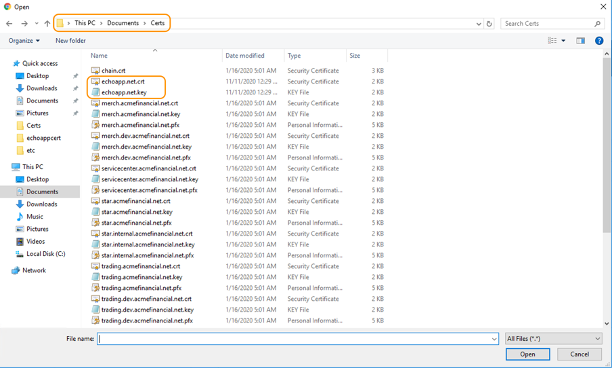 Open
This PC > Documents > Certs
Search Certs
Organize
New folder
Name Date modified Type Size
Quick access
Desktop
Downloads
Documents
Pictures
Certs
echoappcert
etc
This PC
Desktop
Documents
Downloads
Music
Pictures
Videos
Local Disk (C:)
Network
chain.crt 1/16/2020 5:01 AM Security Certificate 3 KB
echoapp.net.crt 11/11/2020 12:29 ... Security Certificate 2 KB
echoapp.net.key 11/11/2020 12:29 ... KEY File 2 KB
merch.acmefinancial.net.crt 1/16/2020 5:01 AM Security Certificate 2 KB
merch.acmefinancial.net.key 1/16/2020 5:01 AM KEY File 2 KB
merch.acmefinancial.net.pfx 1/16/2020 5:01 AM Personal Informati... 5 KB
merch.dev.acmefinancial.net.crt 1/16/2020 5:01 AM Security Certificate 2 KB
merch.dev.acmefinancial.net.key 1/16/2020 5:01 AM KEY File 2 KB
merch.dev.acmefinancial.net.pfx 1/16/2020 5:01 AM Personal Informati... 5 KB
servicecenter.acmefinancial.net.crt 1/16/2020 5:01 AM Security Certificate 2 KB
servicecenter.acmefinancial.net.key 1/16/2020 5:01 AM KEY File 2 KB
servicecenter.acmefinancial.net.pfx 1/16/2020 5:01 AM Personal Informati... 5 KB
star.acmefinancial.net.crt 1/16/2020 5:01 AM Security Certificate 2 KB
star.acmefinancial.net.key 1/16/2020 5:01 AM KEY File 2 KB
star.acmefinancial.net.pfx 1/16/2020 5:01 AM Personal Informati... 5 KB
star.internal.acmefinancial.net.crt 1/16/2020 5:01 AM Security Certificate 2 KB
star.internal.acmefinancial.net.key 1/16/2020 5:01 AM KEY File 2 KB
star.internal.acmefinancial.net.pfx 1/16/2020 5:01 AM Personal Informati... 5 KB
trading.acmefinancial.net.crt 1/16/2020 5:01 AM Security Certificate 2 KB
trading.acmefinancial.net.key 1/16/2020 5:01 AM KEY File 2 KB
trading.acmefinancial.net.pfx 1/16/2020 5:01 AM Personal Informati... 5 KB
trading.dev.acmefinancial.net.crt 1/16/2020 5:01 AM Security Certificate 2 KB
trading.dev.acmefinancial.net.key 1/16/2020 5:01 AM KEY File 2 KB
trading.dev.acmefinancial.net.pfx 1/16/2020 5:01 AM Personal Informati... 5 KB
File name:
All Files (*.*)
Open
Cancel